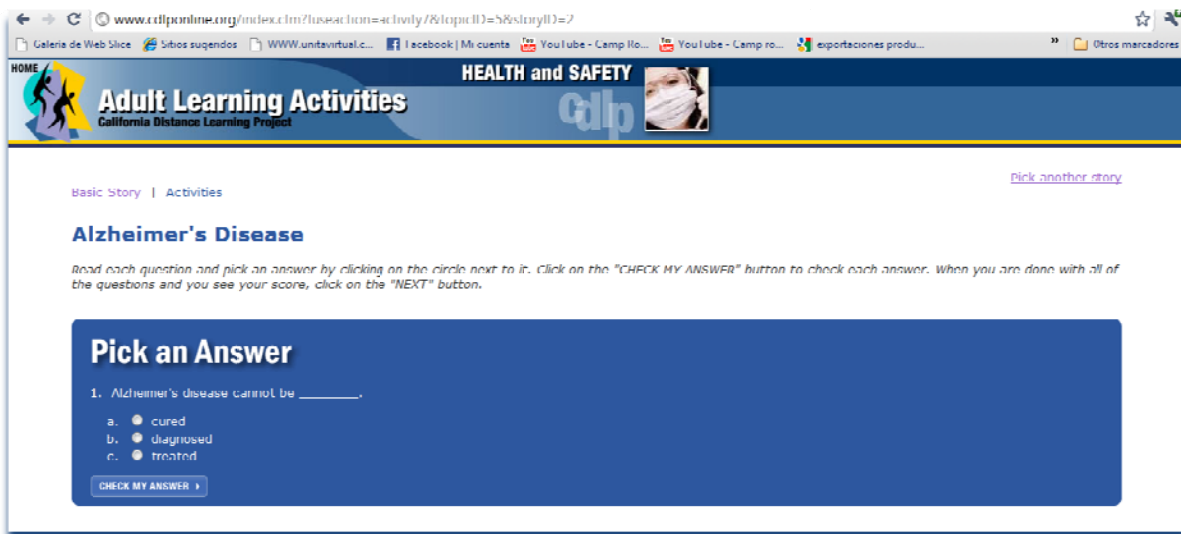 www.cdlponline.org/index.cfm?fuseaction=activity7&topicID=5&storyID=2
Galeria de Web Slice Sitios sugeridos WWW.unitavirtual.c... Facebook | Mi cuenta YouTube - Camp Ro... YouTube - Camp ro... exportaciones produ... » Otros marcadores
HOME
HEALTH and SAFETY
Adult Learning Activities
cdlp
California Distance Learning Project
Pick another story
Basic Story | Activities
Alzheimer's Disease
Read each question and pick an answer by clicking on the circle next to it. Click on the "CHECK MY ANSWER" button to check each answer. When you are done with all of
the questions and you see your score, click on the "NEXT" button.
Pick an Answer
1. Alzheimer's disease cannot be ________.
a. cured
b. diagnosed
c. treated
CHECK MY ANSWER